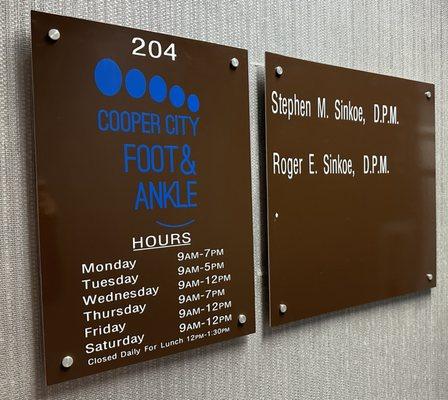 204
COOPER CITY
FOOT&
ANKLE
HOURS
Monday 9AM-7PM
Tuesday 9AM-5PM
Wednesday 9AM-12PM
Thursday 9AM-7PM
Friday 9AM-12PM
Saturday 9AM-12PM
Closed Daily For Lunch 12PM-1:30PM
Stephen M. Sinkoe, D.P.M.
Roger E. Sinkoe, D.P.M.